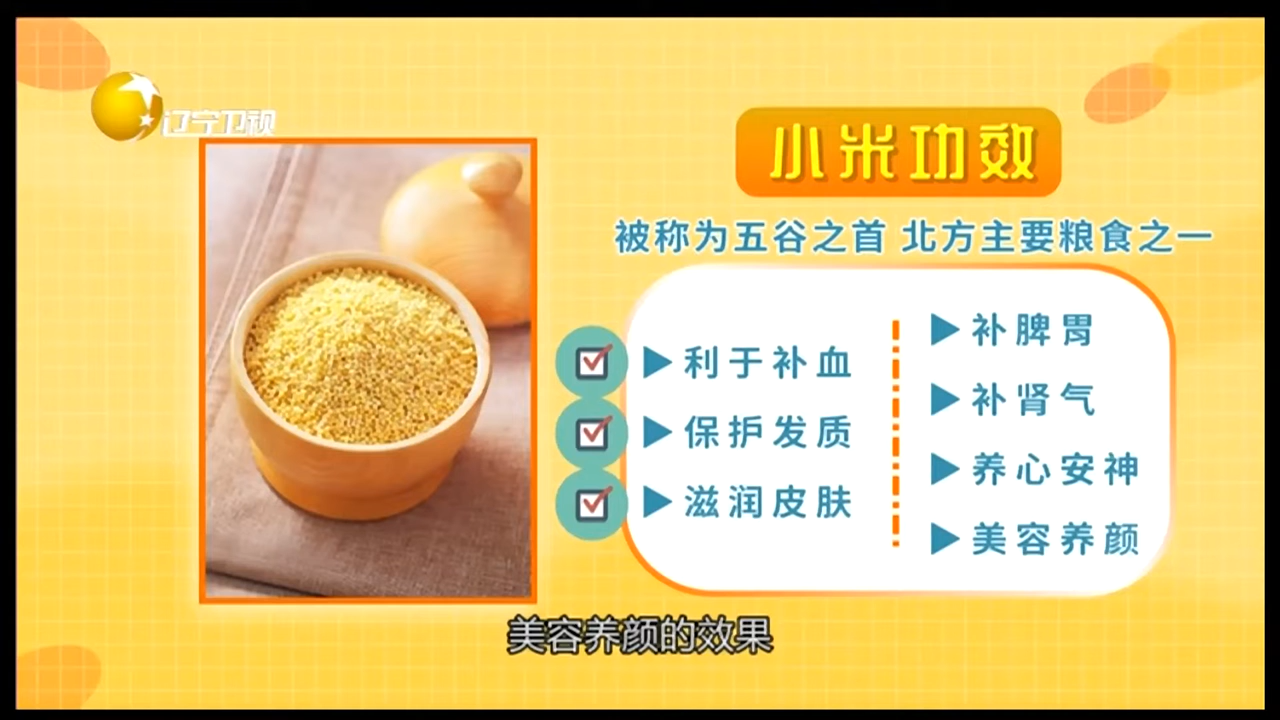 辽宁卫视
小米功效
被称为五谷之首 北方主要粮食之一
利于补血
保护发质
滋润皮肤
补脾胃
补肾气
养心安神
美容养颜
美容养颜的效果